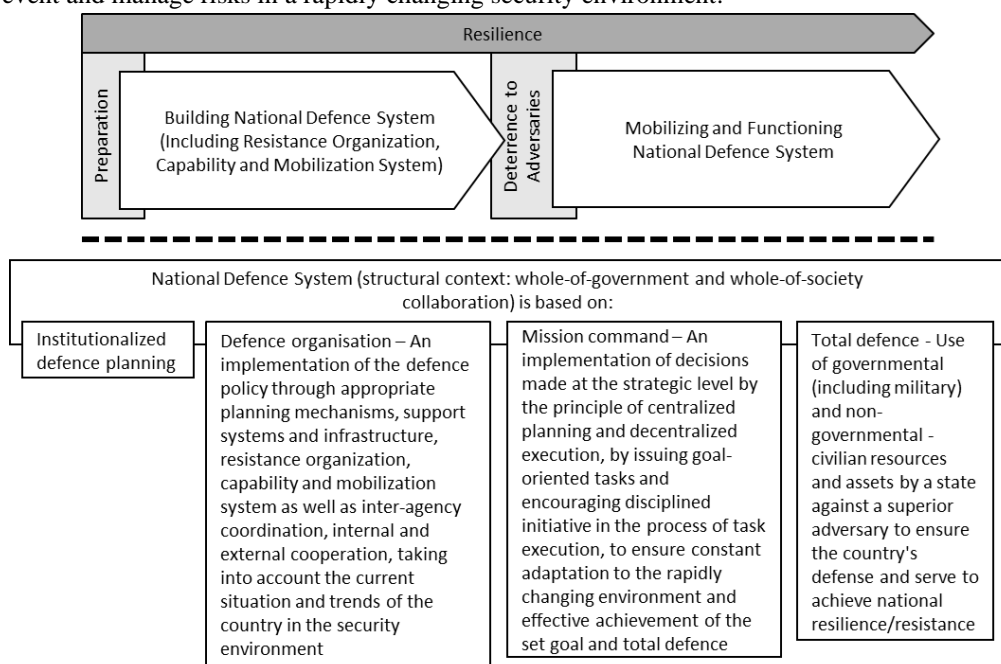 event and manage risks in a rapidly changing security environment.
Resilience
Preparation
Building National Defence System
(Including Resistance Organization,
Capability and Mobilization System)
Deterrence to
Adversaries
Mobilizing and Functioning
National Defence System
National Defence System (structural context: whole-of-government and whole-of-society
collaboration) is based on:
Institutionalized
defence planning
Defence organisation – An
implementation of the defence
policy through appropriate
planning mechanisms, support
systems and infrastructure,
resistance organization,
capability and mobilization
system as well as inter-agency
coordination, internal and
external cooperation, taking
into account the current
situation and trends of the
country in the security
environment
Mission command – An
implementation of decisions
made at the strategic level by
the principle of centralized
planning and decentralized
execution, by issuing goal-
oriented tasks and
encouraging disciplined
initiative in the process of task
execution, to ensure constant
adaptation to the rapidly
changing environment and
effective achievement of the
set goal and total defence
Total defence - Use
of governmental
(including military)
and non-
governmental -
civilian resources
and assets by a state
against a superior
adversary to ensure
the country's
defense and serve to
achieve national
resilience/resistance